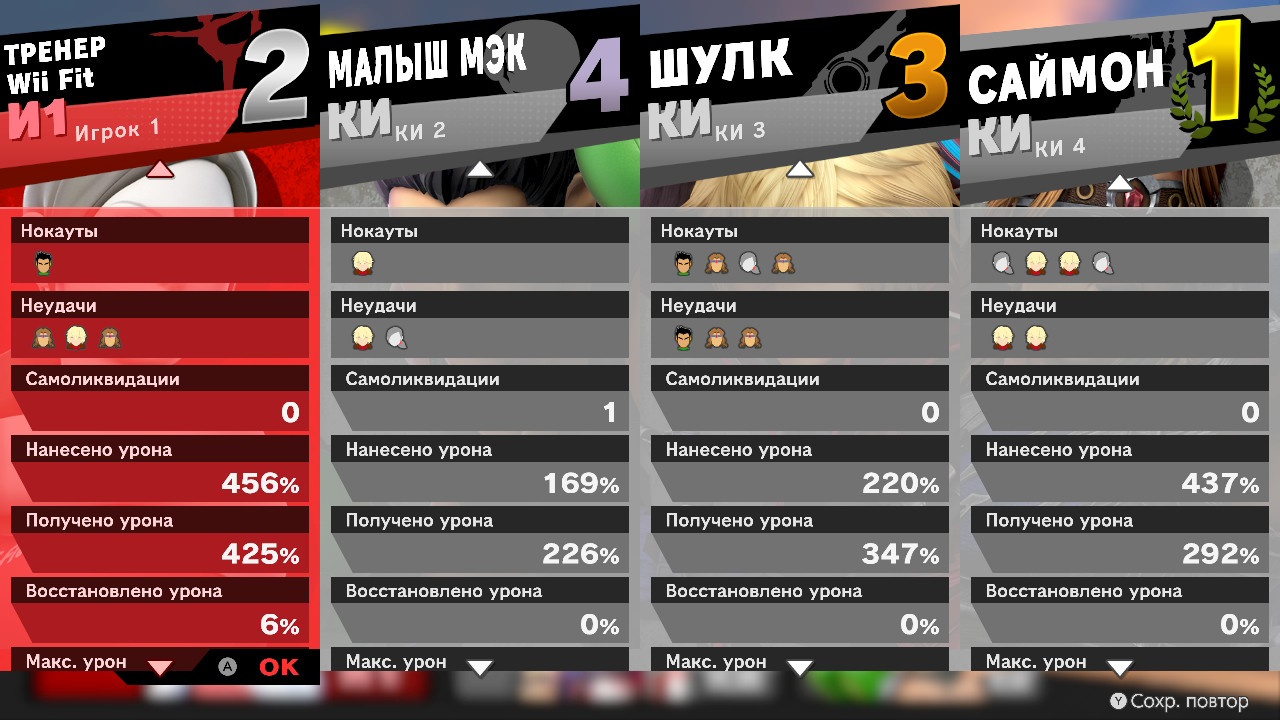 ТРЕНЕР
Wii Fit
2
И1 Игрок 1
Нокауты
Неудачи
Самоликвидации
0
Нанесено урона
456%
Получено урона
425%
Восстановлено урона
6%
Макс. урон
A OK
МАЛЫШ МЭК
4
КИ КИ 2
Нокауты
Неудачи
Самоликвидации
1
Нанесено урона
169%
Получено урона
226%
Восстановлено урона
0%
Макс. урон
ШУЛК
3
КИ КИ 3
Нокауты
Неудачи
Самоликвидации
0
Нанесено урона
220%
Получено урона
347%
Восстановлено урона
0%
Макс. урон
САЙМОН
1
КИ КИ 4
Нокауты
Неудачи
Самоликвидации
0
Нанесено урона
437%
Получено урона
292%
Восстановлено урона
0%
Макс. урон
Y Сохр. повтор